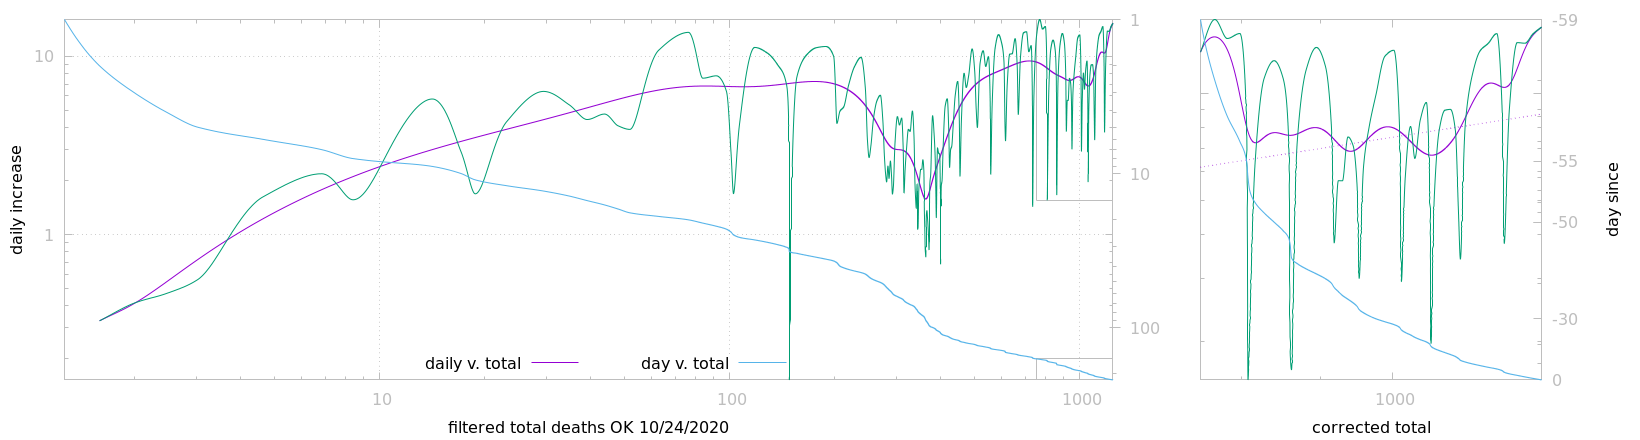 daily increase
10
1
daily v. total
day v. total
10
100
1000
filtered total deaths OK 10/24/2020
1
10
100
1000
corrected total
-59
-55
-50
-30
0
day since